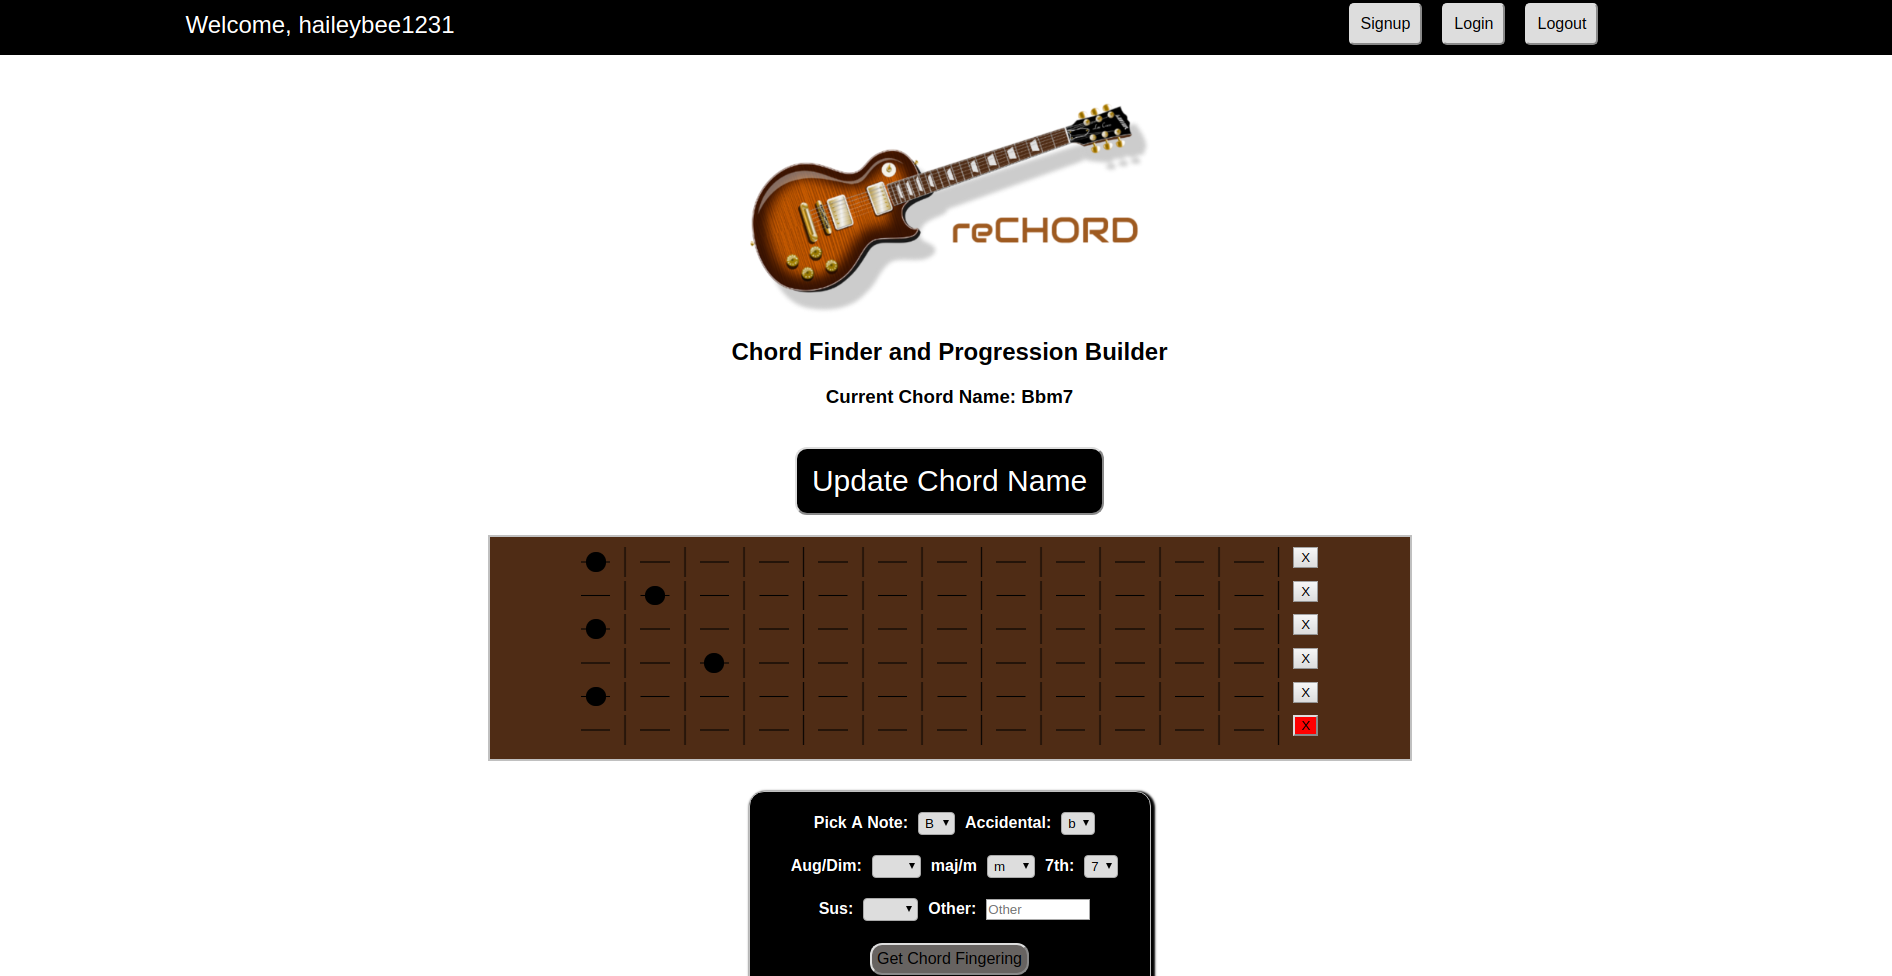 Welcome, haileybee1231 Signup Login Logout
reCHORD
Chord Finder and Progression Builder
Current Chord Name: Bbm7
Update Chord Name
X
X
X
X
X
X
Pick A Note: B Accidental: b
Aug/Dim: maj/m m 7th: 7
Sus: Other: Other
Get Chord Fingering